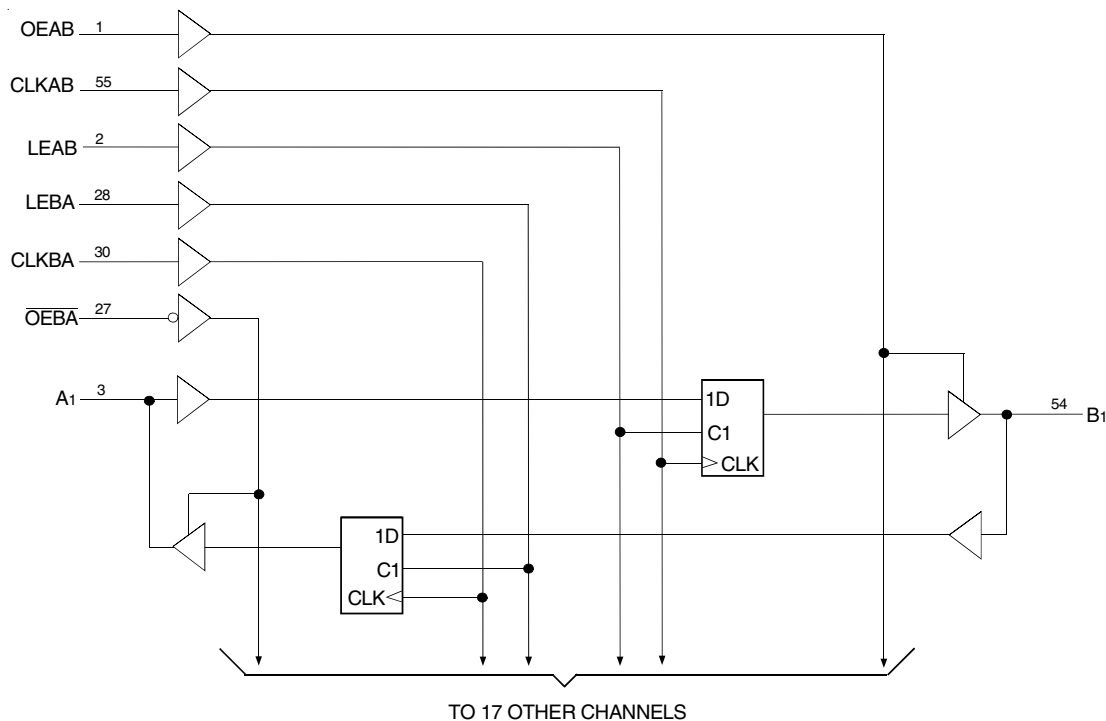 OEAB 1
CLKAB 55
LEAB 2
LEBA 28
CLKBA 30
OEBA 27
A1 3
1D
C1
CLK
54 B1
1D
C1
CLK
TO 17 OTHER CHANNELS